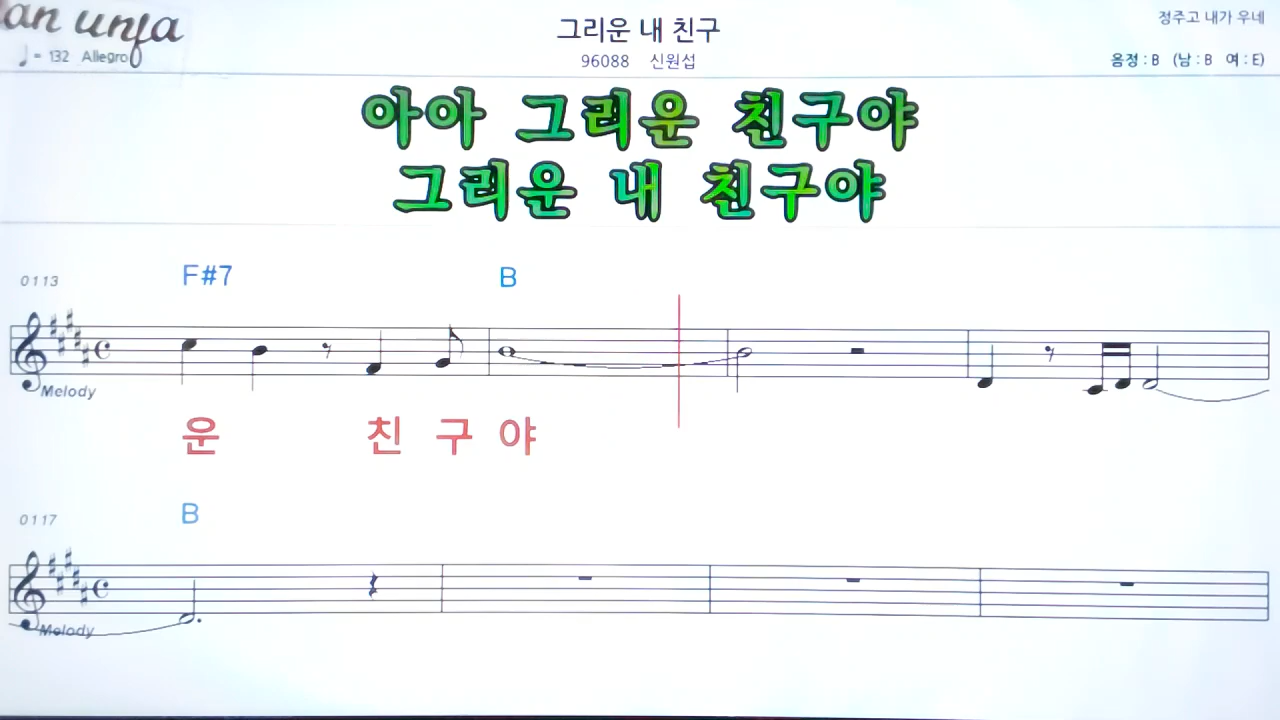 그리운 내 친구
정주고 내가 우네
♩= 132 Allegro
96088 신원섭
음정 : B (남 : B 여 : E)
아아 그리운 친구야
그리운 내 친구야
0113 F#7 B
Melody
운 친 구 야
0117 B
Melody